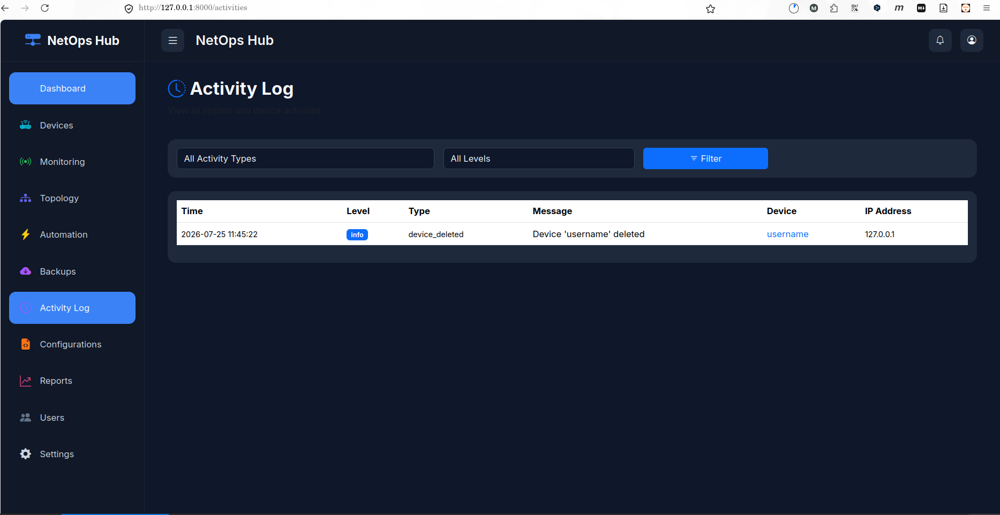 http://127.0.0.1:8000/activities
NetOps Hub
NetOps Hub
Dashboard
Devices
Monitoring
Topology
Automation
Backups
Activity Log
Configurations
Reports
Users
Settings
Activity Log
View all system and device activities
All Activity Types
All Levels
Filter
Time Level Type Message Device IP Address
2026-07-25 11:45:22 info device_deleted Device 'username' deleted username 127.0.0.1